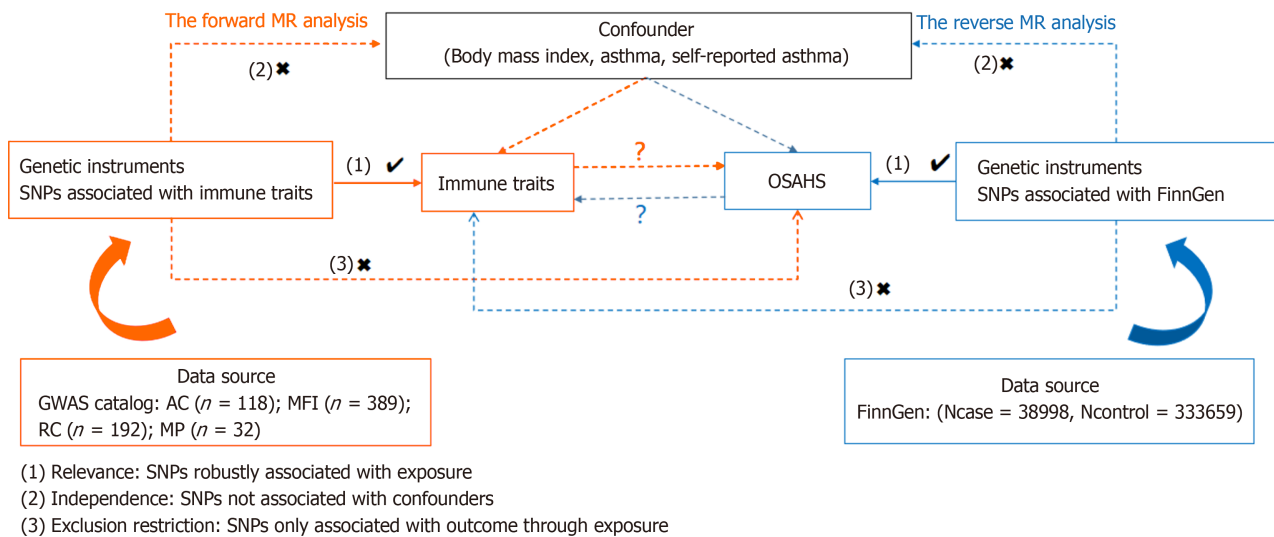 The forward MR analysis
Confounder
(Body mass index, asthma, self-reported asthma)
The reverse MR analysis
(2) ✖
(2) ✖
Genetic instruments
SNPs associated with immune traits
(1) ✔
Immune traits
?
?
OSAHS
(1) ✔
Genetic instruments
SNPs associated with FinnGen
(3) ✖
(3) ✖
Data source
GWAS catalog: AC (n = 118); MFI (n = 389);
RC (n = 192); MP (n = 32)
Data source
FinnGen: (Ncase = 38998, Ncontrol = 333659)
(1) Relevance: SNPs robustly associated with exposure
(2) Independence: SNPs not associated with confounders
(3) Exclusion restriction: SNPs only associated with outcome through exposure